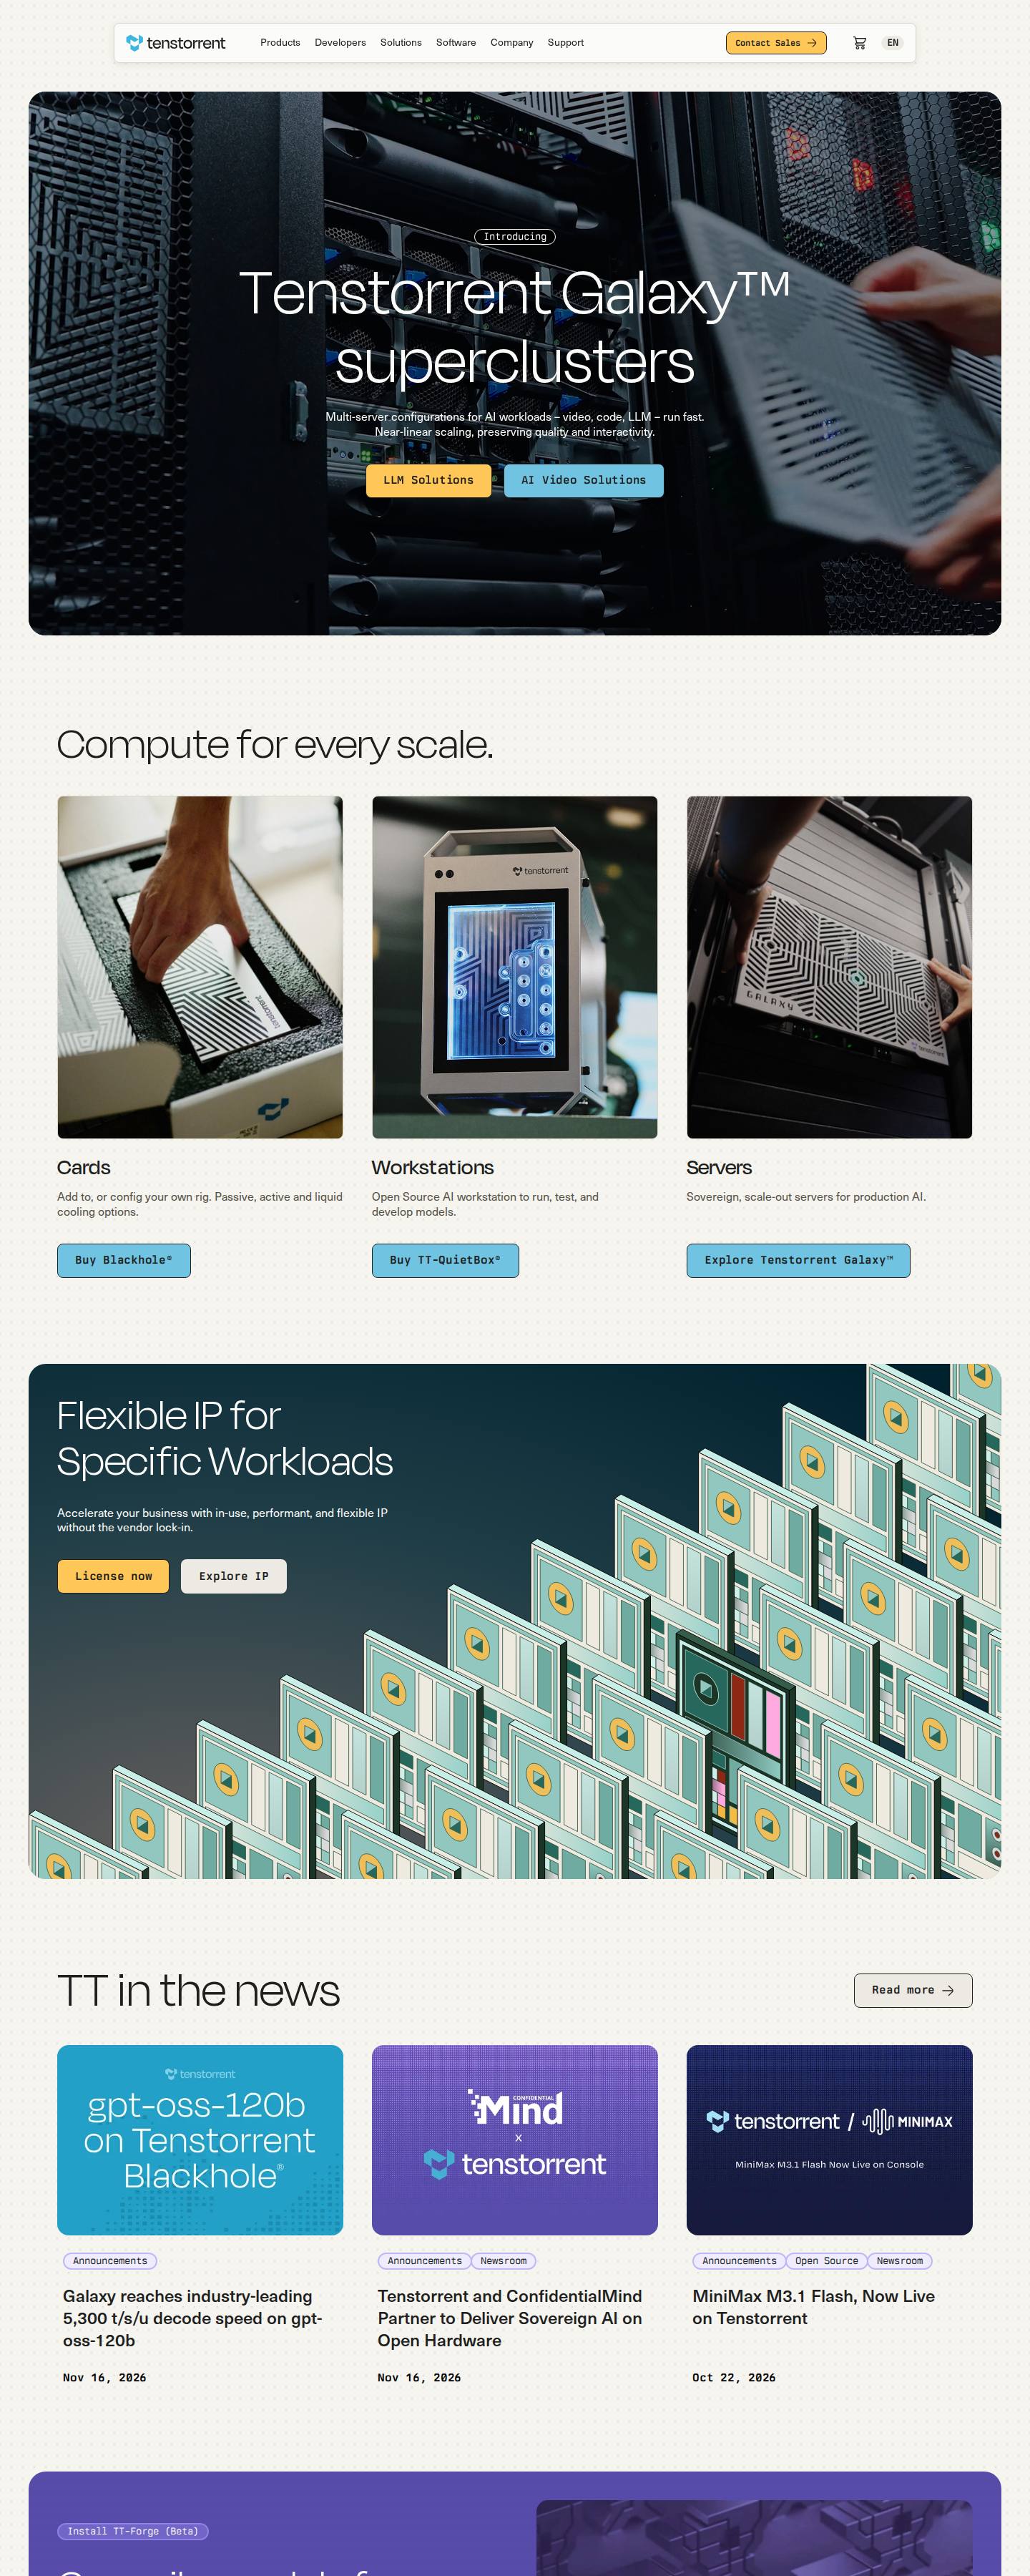 tenstorrent
Products Developers Solutions Software Company Support
Contact Sales →
EN
Introducing
Tenstorrent Galaxy™
superclusters
Multi-server configurations for AI workloads – video, code, LLM – run fast.
Near-linear scaling, preserving quality and interactivity.
LLM Solutions
AI Video Solutions
Compute for every scale.
tenstorrent
tenstorrent
GALAXY
tenstorrent
Cards
Add to, or config your own rig. Passive, active and liquid
cooling options.
Buy Blackhole®
Workstations
Open Source AI workstation to run, test, and
develop models.
Buy TT-QuietBox®
Servers
Sovereign, scale-out servers for production AI.
Explore Tenstorrent Galaxy™
Flexible IP for
Specific Workloads
Accelerate your business with in-use, performant, and flexible IP
without the vendor lock-in.
License now
Explore IP
TT in the news
Read more →
tenstorrent
gpt-oss-120b
on Tenstorrent
Blackhole®
Announcements
Galaxy reaches industry-leading
5,300 t/s/u decode speed on gpt-
oss-120b
Nov 16, 2026
CONFIDENTIAL
Mind
x
tenstorrent
Announcements Newsroom
Tenstorrent and ConfidentialMind
Partner to Deliver Sovereign AI on
Open Hardware
Nov 16, 2026
tenstorrent / MINIMAX
MiniMax M3.1 Flash Now Live on Console
Announcements Open Source Newsroom
MiniMax M3.1 Flash, Now Live
on Tenstorrent
Oct 22, 2026
Install TT-Forge (Beta)